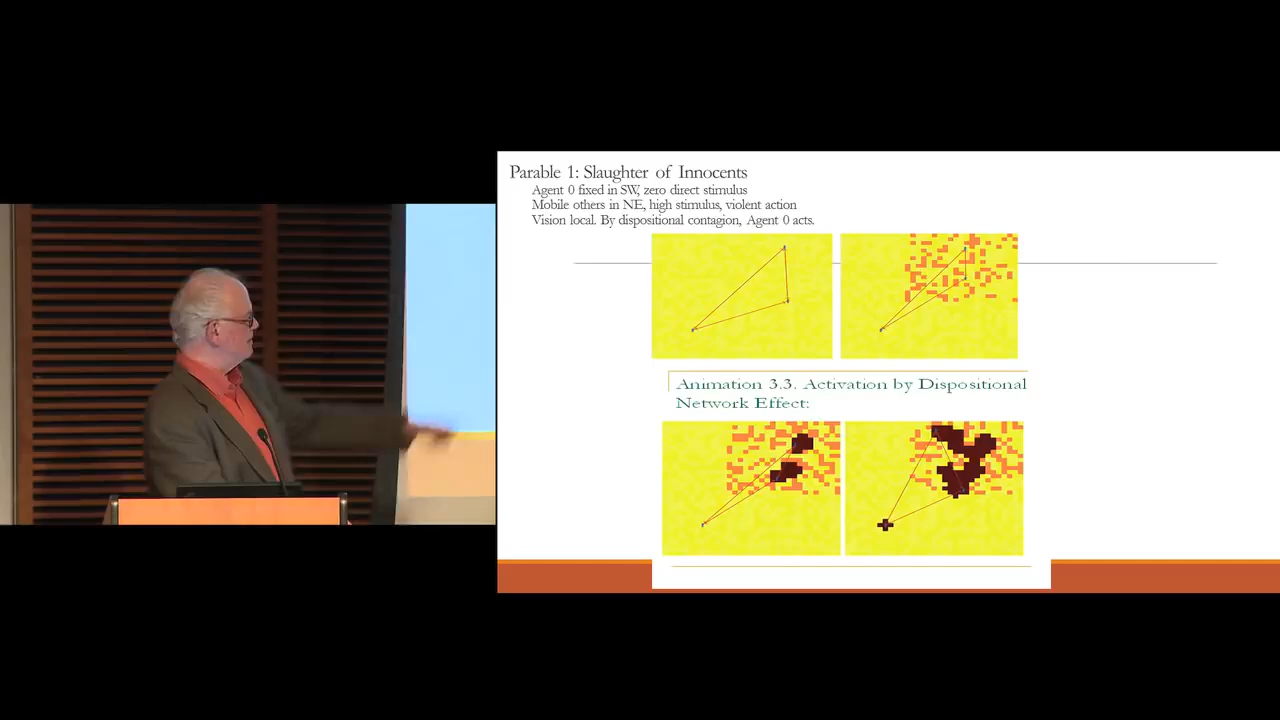 Parable 1: Slaughter of Innocents
Agent 0 fixed in SW, zero direct stimulus
Mobile others in NE, high stimulus, violent action
Vision local. By dispositional contagion, Agent 0 acts.
Animation 3.3. Activation by Dispositional
Network Effect: